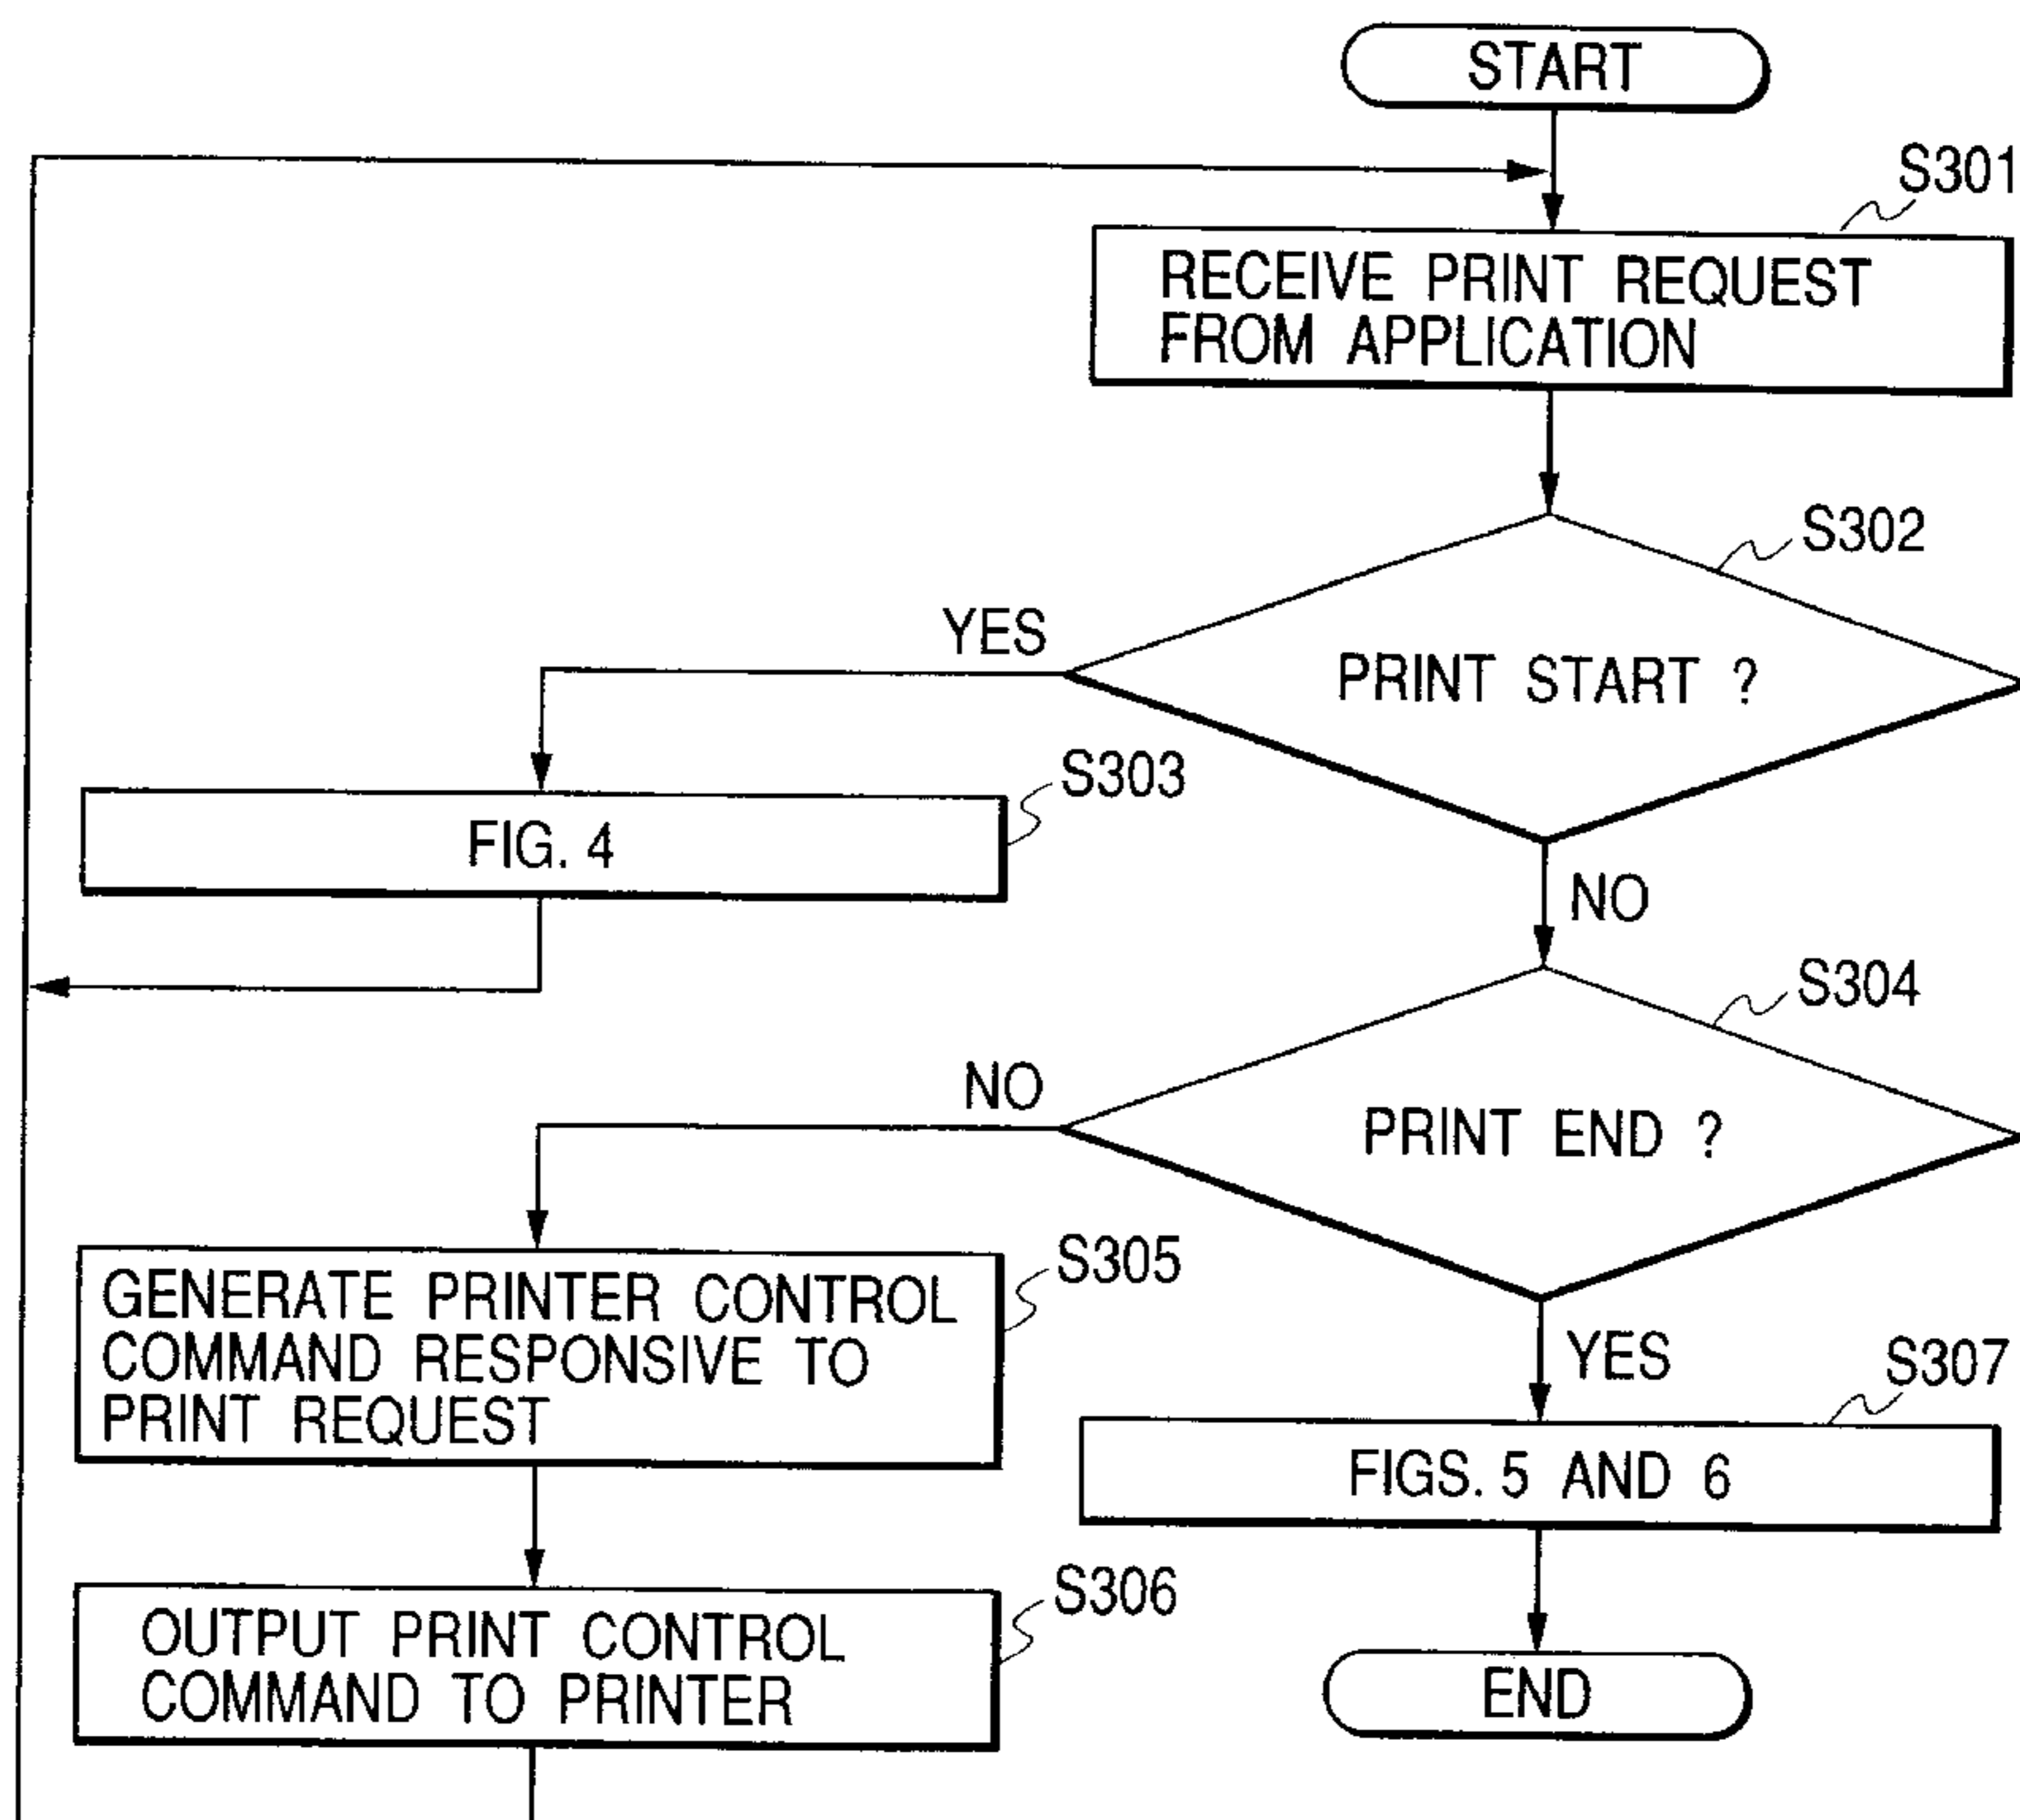 START
S301
RECEIVE PRINT REQUEST
FROM APPLICATION
S302
YES
PRINT START ?
S303
FIG. 4
NO
S304
NO
PRINT END ?
S305
GENERATE PRINTER CONTROL
COMMAND RESPONSIVE TO
PRINT REQUEST
YES
S307
FIGS. 5 AND 6
S306
OUTPUT PRINT CONTROL
COMMAND TO PRINTER
END